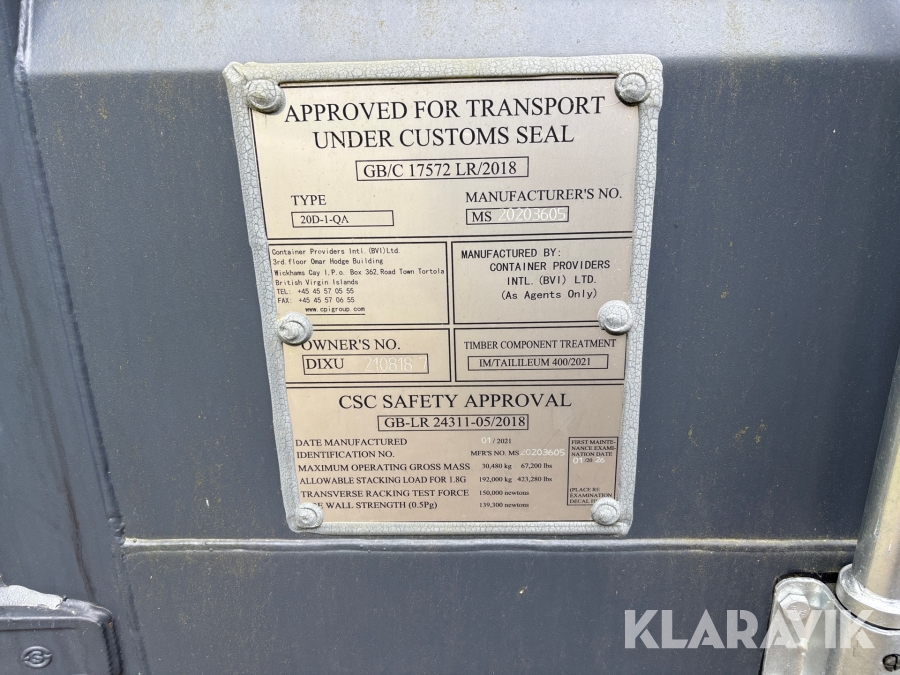 APPROVED FOR TRANSPORT
UNDER CUSTOMS SEAL
GB/C 17572 LR/2018
TYPE
20D-1-QA
MANUFACTURER'S NO.
MS 20203605
Container Providers Intl. (BVI)Ltd.
3rd. floor Omar Hodge Building
Wickhams Cay I.P.o. Box 362,Road Town Tortola
British Virgin Islands
TEL: +45 45 57 05 55
FAX: +45 45 57 06 55
www.cpigroup.com
MANUFACTURED BY:
CONTAINER PROVIDERS
INTL. (BVI) LTD.
(As Agents Only)
OWNER'S NO.
DIXU 210818 7
TIMBER COMPONENT TREATMENT
IM/TAILILEUM 400/2021
CSC SAFETY APPROVAL
GB-LR 24311-05/2018
DATE MANUFACTURED 01/2021
IDENTIFICATION NO. MFR'S NO. MS20203605
MAXIMUM OPERATING GROSS MASS 30,480 kg 67,200 lbs
ALLOWABLE STACKING LOAD FOR 1.8G 192,000 kg 423,280 lbs
TRANSVERSE RACKING TEST FORCE 150,000 newtons
WALL STRENGTH (0.5Pg) 139,300 newtons
FIRST MAINTE-
NANCE EXAMI-
NATION DATE
01/2026
(PLACE RE
EXAMINATION
DECAL
KLARAVIK